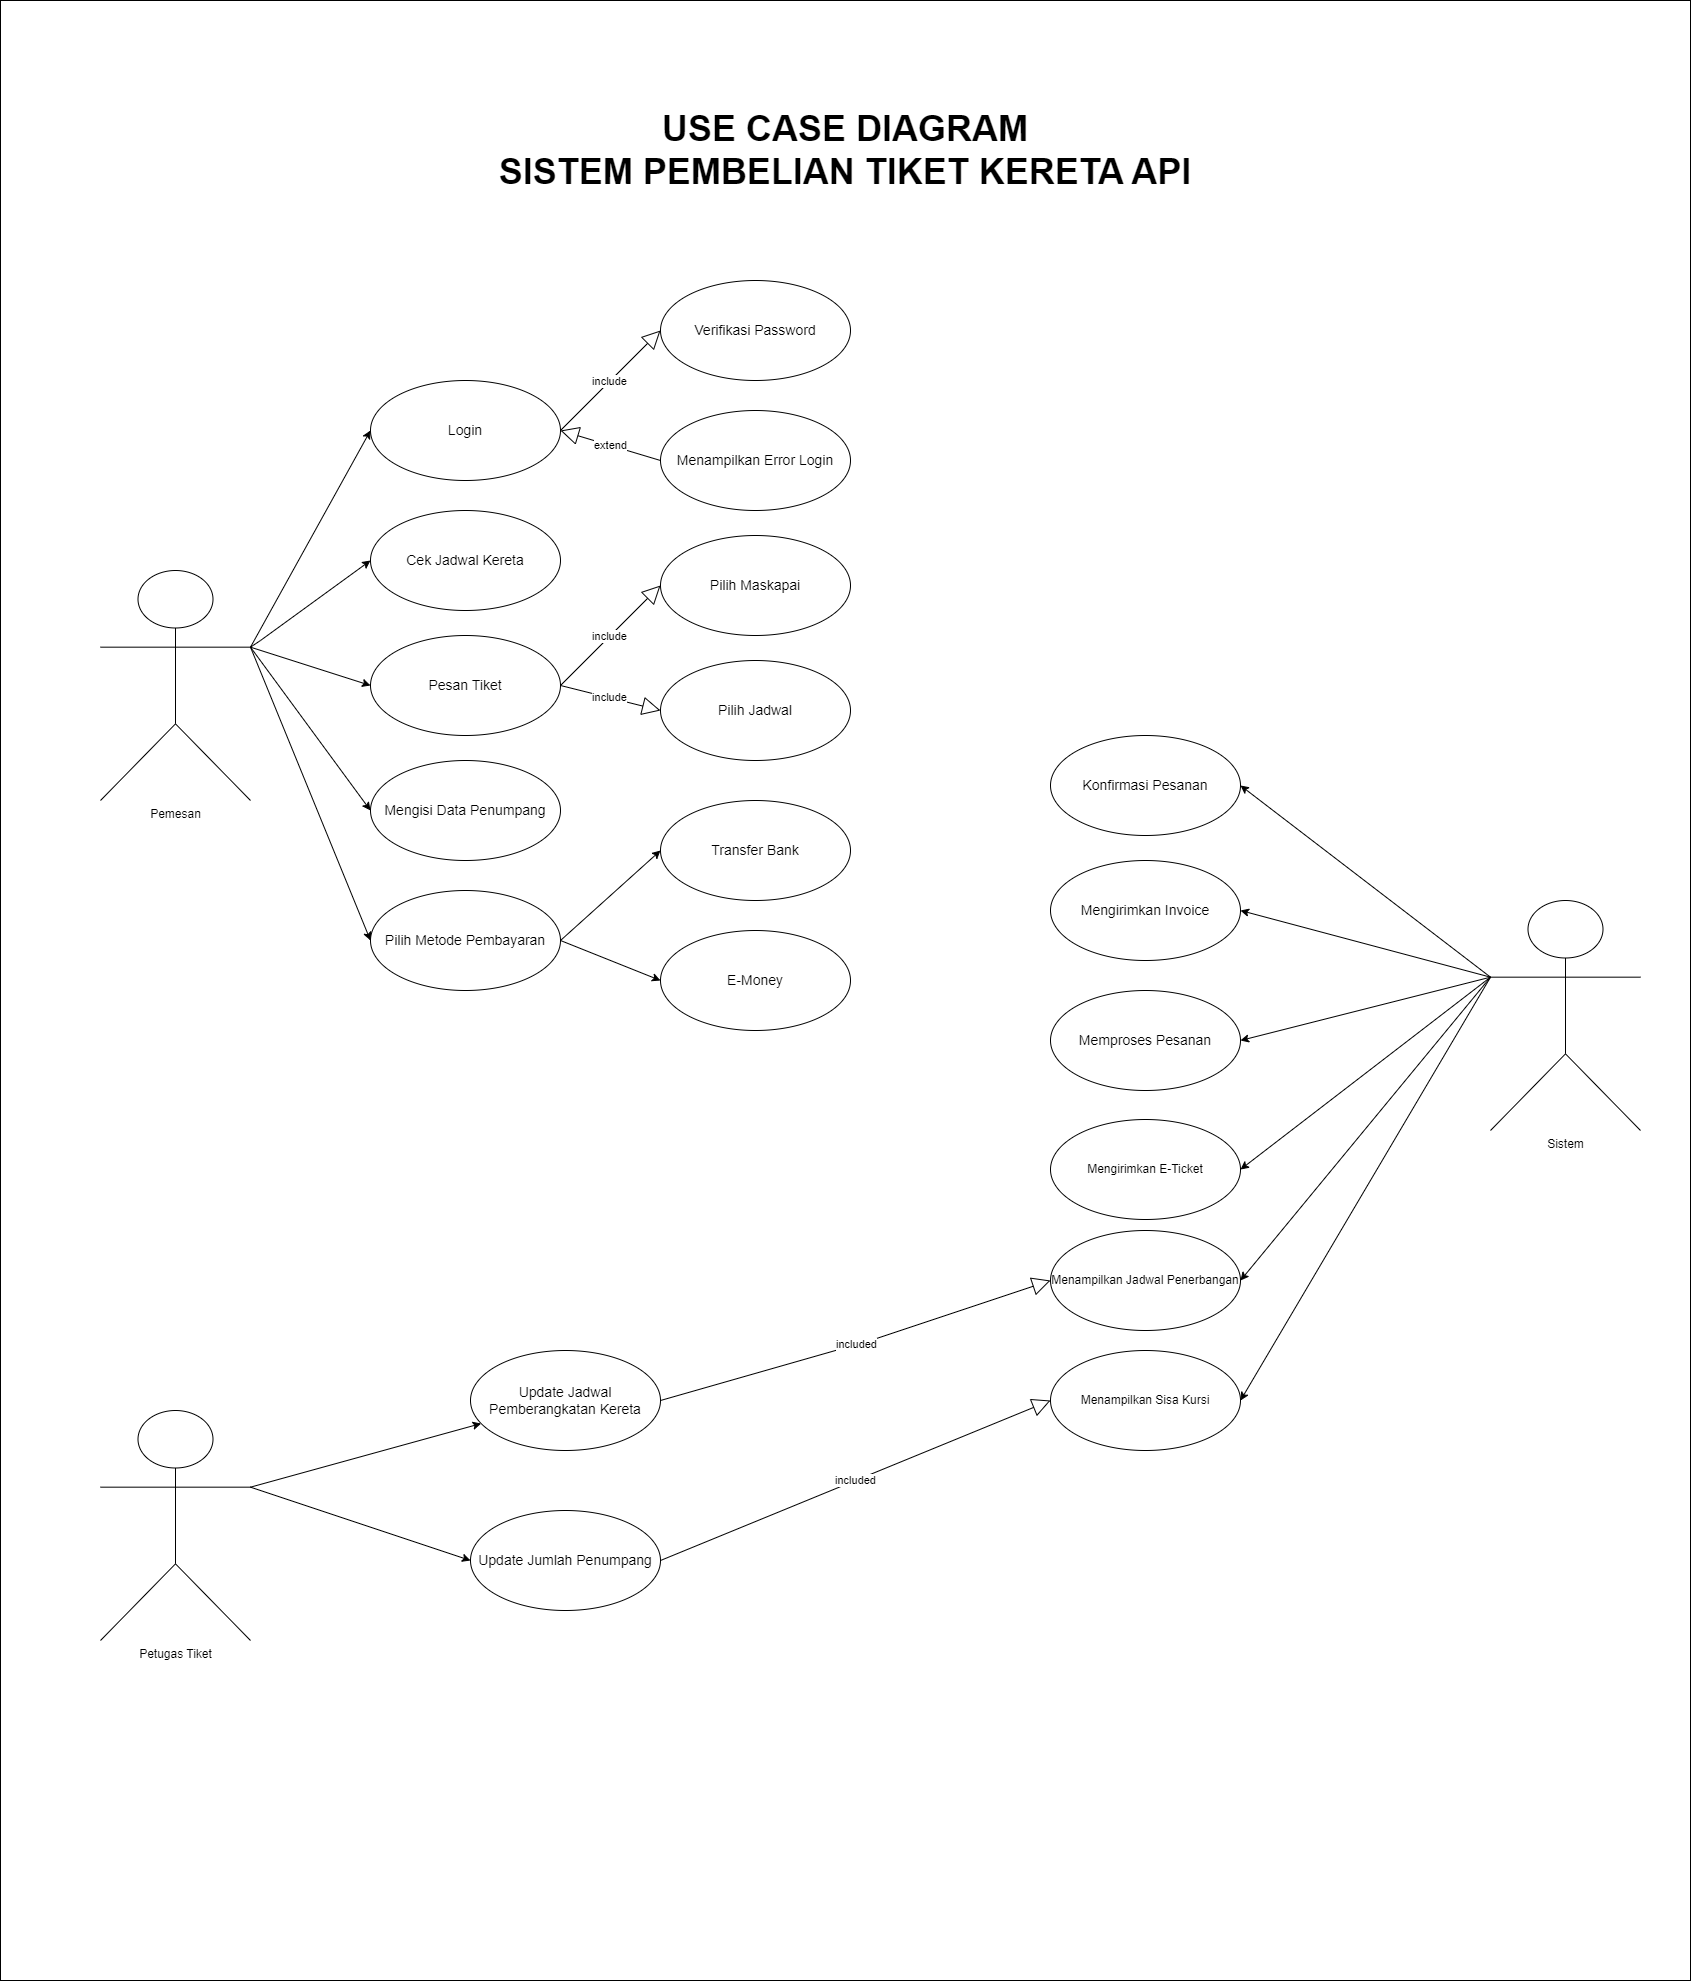 USE CASE DIAGRAM
SISTEM PEMBELIAN TIKET KERETA API
Verifikasi Password
include
Login
extend
Menampilkan Error Login
Cek Jadwal Kereta
Pilih Maskapai
include
Pesan Tiket
include
Pilih Jadwal
Konfirmasi Pesanan
Pemesan
Mengisi Data Penumpang
Transfer Bank
Mengirimkan Invoice
Pilih Metode Pembayaran
E-Money
Memproses Pesanan
Sistem
Mengirimkan E-Ticket
Menampilkan Jadwal Penerbangan
included
Update Jadwal
Pemberangkatan Kereta
Menampilkan Sisa Kursi
included
Update Jumlah Penumpang
Petugas Tiket